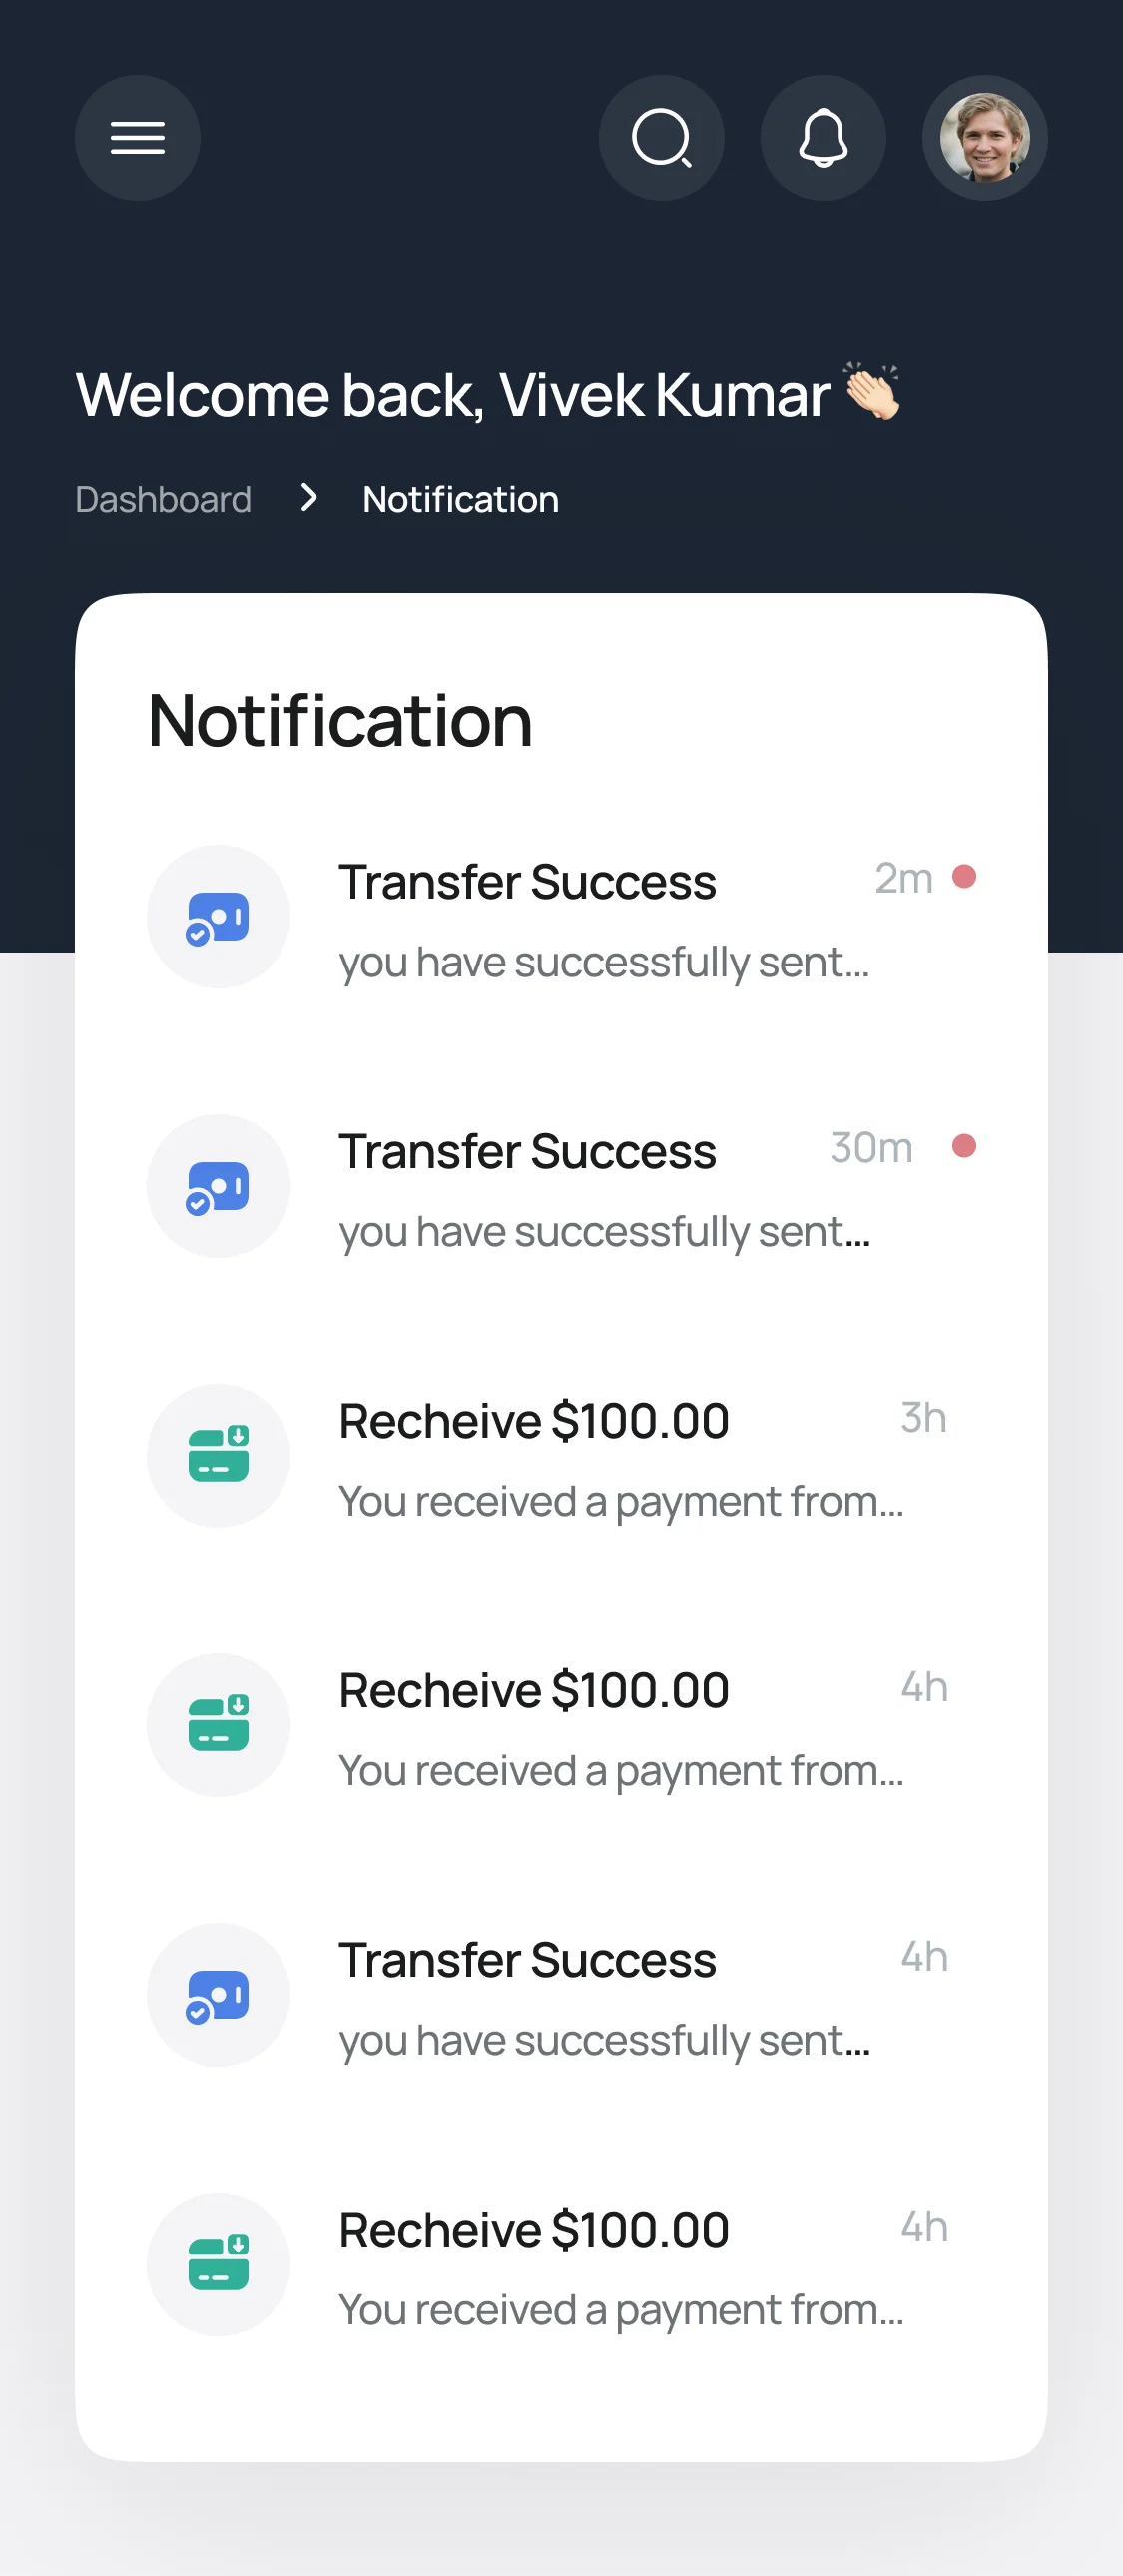 Welcome back, Vivek Kumar 👏🏻
Dashboard > Notification
Notification
Transfer Success 2m
you have successfully sent...
Transfer Success 30m
you have successfully sent...
Recheive $100.00 3h
You received a payment from...
Recheive $100.00 4h
You received a payment from...
Transfer Success 4h
you have successfully sent...
Recheive $100.00 4h
You received a payment from...